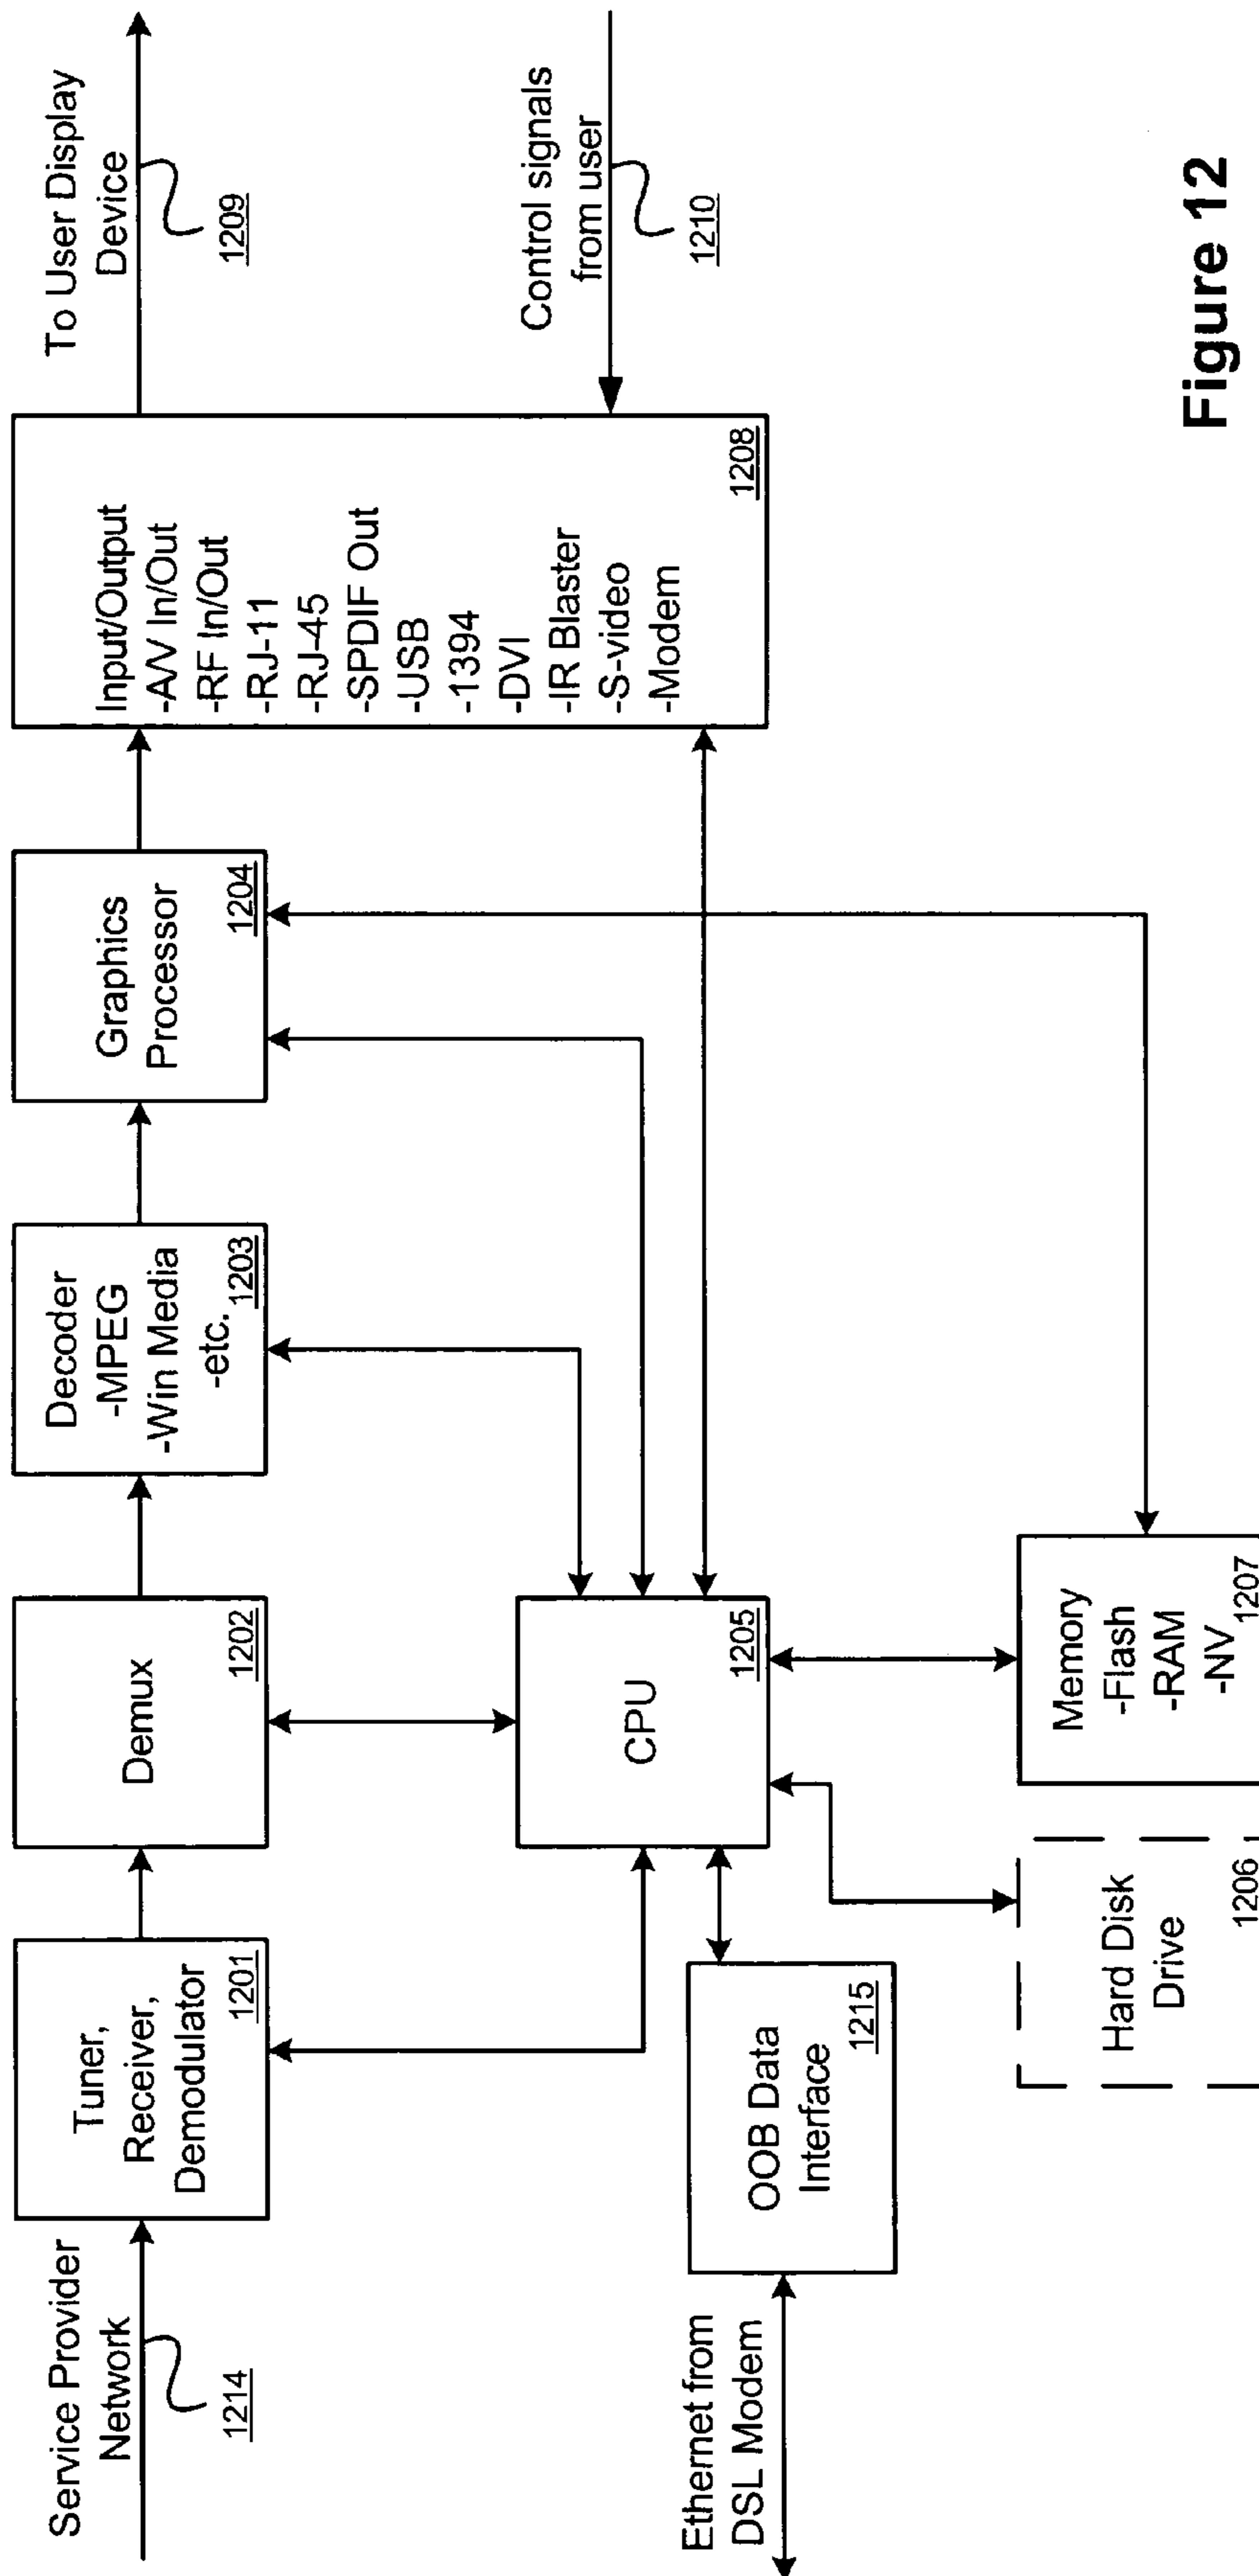 Service Provider
Network
1214
Tuner,
Receiver,
Demodulator
1201
Demux
1202
Decoder
-MPEG
-Win Media
-etc.
1203
Graphics
Processor
1204
Input/Output
-A/V In/Out
-RF In/Out
-RJ-11
-RJ-45
-SPDIF Out
-USB
-1394
-DVI
-IR Blaster
-S-video
-Modem
1208
To User Display
Device
1209
Control signals
from user
1210
CPU
1205
Ethernet from
DSL Modem
OOB Data
Interface
1215
Hard Disk
Drive
1206
Memory
-Flash
-RAM
-NV
1207
Figure 12